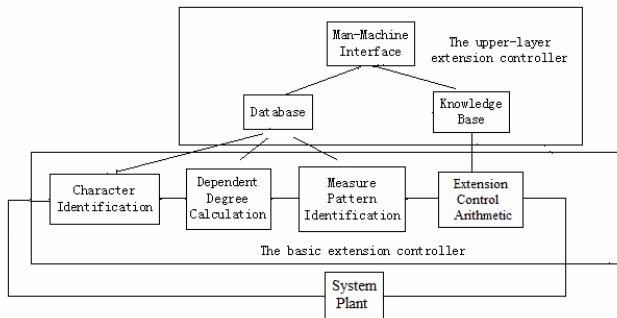 Man-Machine
Interface
The upper-layer
extension controller
Database
Knowledge
Base
Character
Identification
Dependent
Degree
Calculation
Measure
Pattern
Identification
Extension
Control
Arithmetic
The basic extension controller
System
Plant